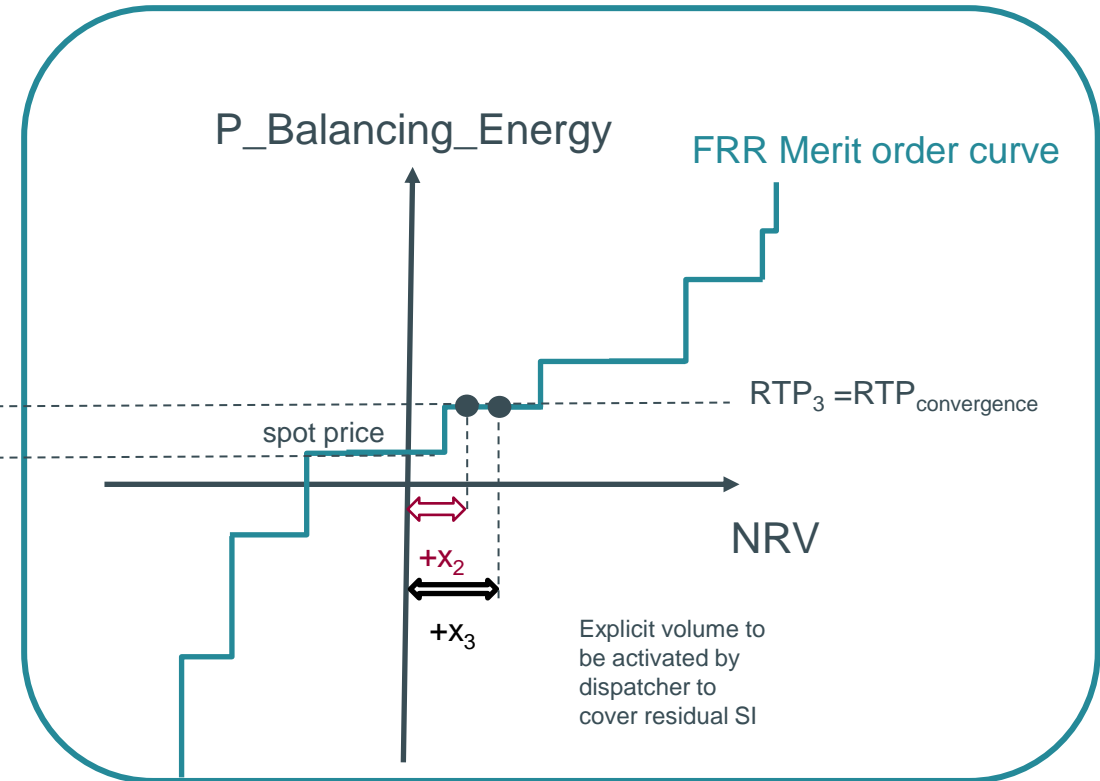 P_Balancing_Energy
FRR Merit order curve
RTP₃ =RTPconvergence
spot price
NRV
+x₂
+x₃
Explicit volume to
be activated by
dispatcher to
cover residual SI